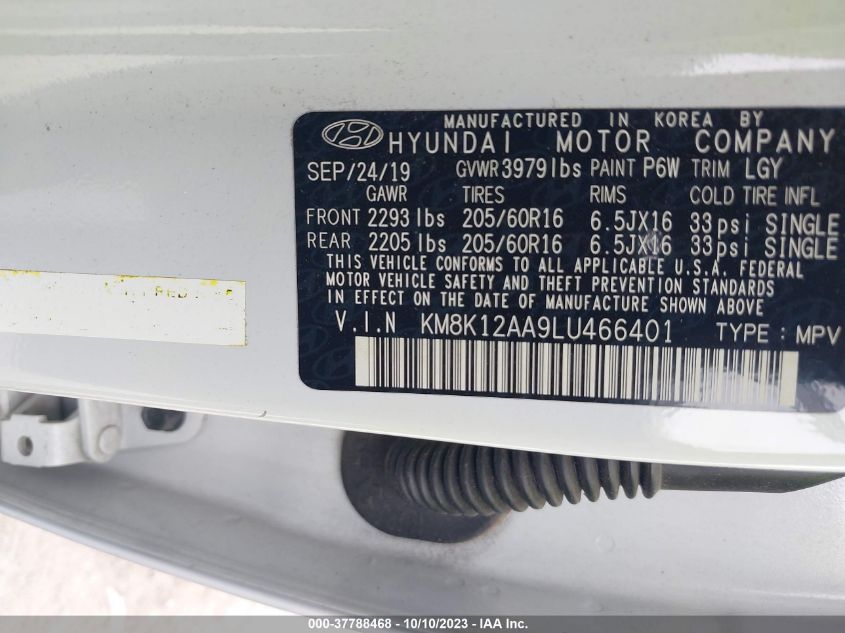 MANUFACTURED IN KOREA BY
HYUNDAI MOTOR COMPANY
SEP/24/19 GVWR 3979lbs PAINT P6W TRIM LGY
GAWR TIRES RIMS COLD TIRE INFL
FRONT 2293 lbs 205/60R16 6.5JX16 33psi SINGLE
REAR 2205 lbs 205/60R16 6.5JX16 33psi SINGLE
THIS VEHICLE CONFORMS TO ALL APPLICABLE U.S.A. FEDERAL
MOTOR VEHICLE SAFETY AND THEFT PREVENTION STANDARDS
IN EFFECT ON THE DATE OF MANUFACTURE SHOWN ABOVE
V.I.N KM8K12AA9LU466401 TYPE : MPV
000-37788468 - 10/10/2023 - Copyright © 2023 IAA, Inc.